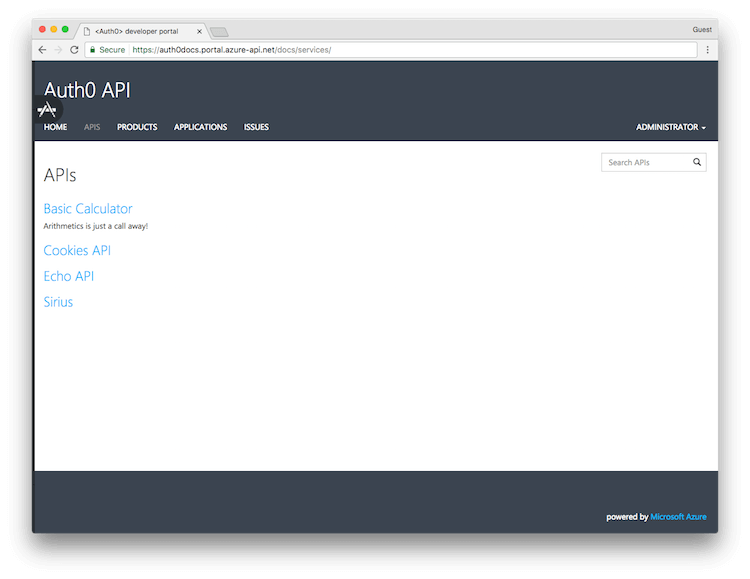 <Auth0> developer portal
Guest
Secure https://auth0docs.portal.azure-api.net/docs/services/
Auth0 API
HOME APIS PRODUCTS APPLICATIONS ISSUES ADMINISTRATOR
Search APIs
APIs
Basic Calculator
Arithmetics is just a call away!
Cookies API
Echo API
Sirius
powered by Microsoft Azure